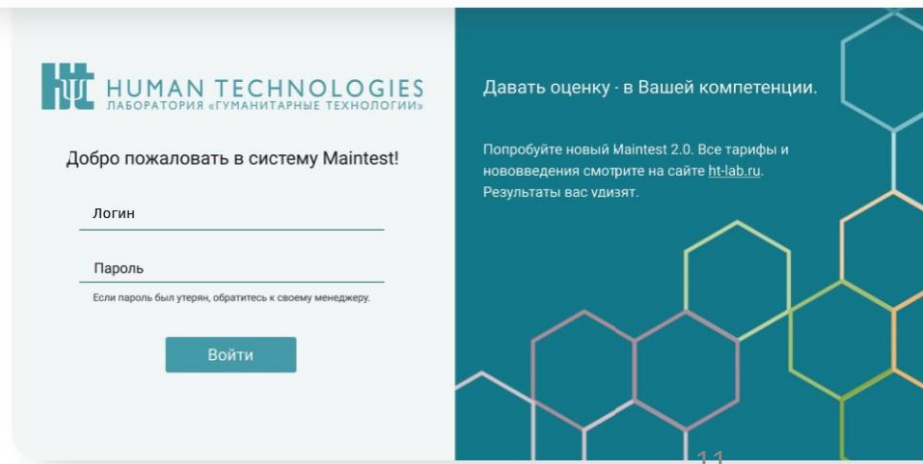 ht HUMAN TECHNOLOGIES
ЛАБОРАТОРИЯ «ГУМАНИТАРНЫЕ ТЕХНОЛОГИИ»
Добро пожаловать в систему Maintest!
Логин
Пароль
Если пароль был утерян, обратитесь к своему менеджеру.
Войти
Давать оценку - в Вашей компетенции.
Попробуйте новый Maintest 2.0. Все тарифы и
нововведения смотрите на сайте ht-lab.ru.
Результаты вас удизят.
11